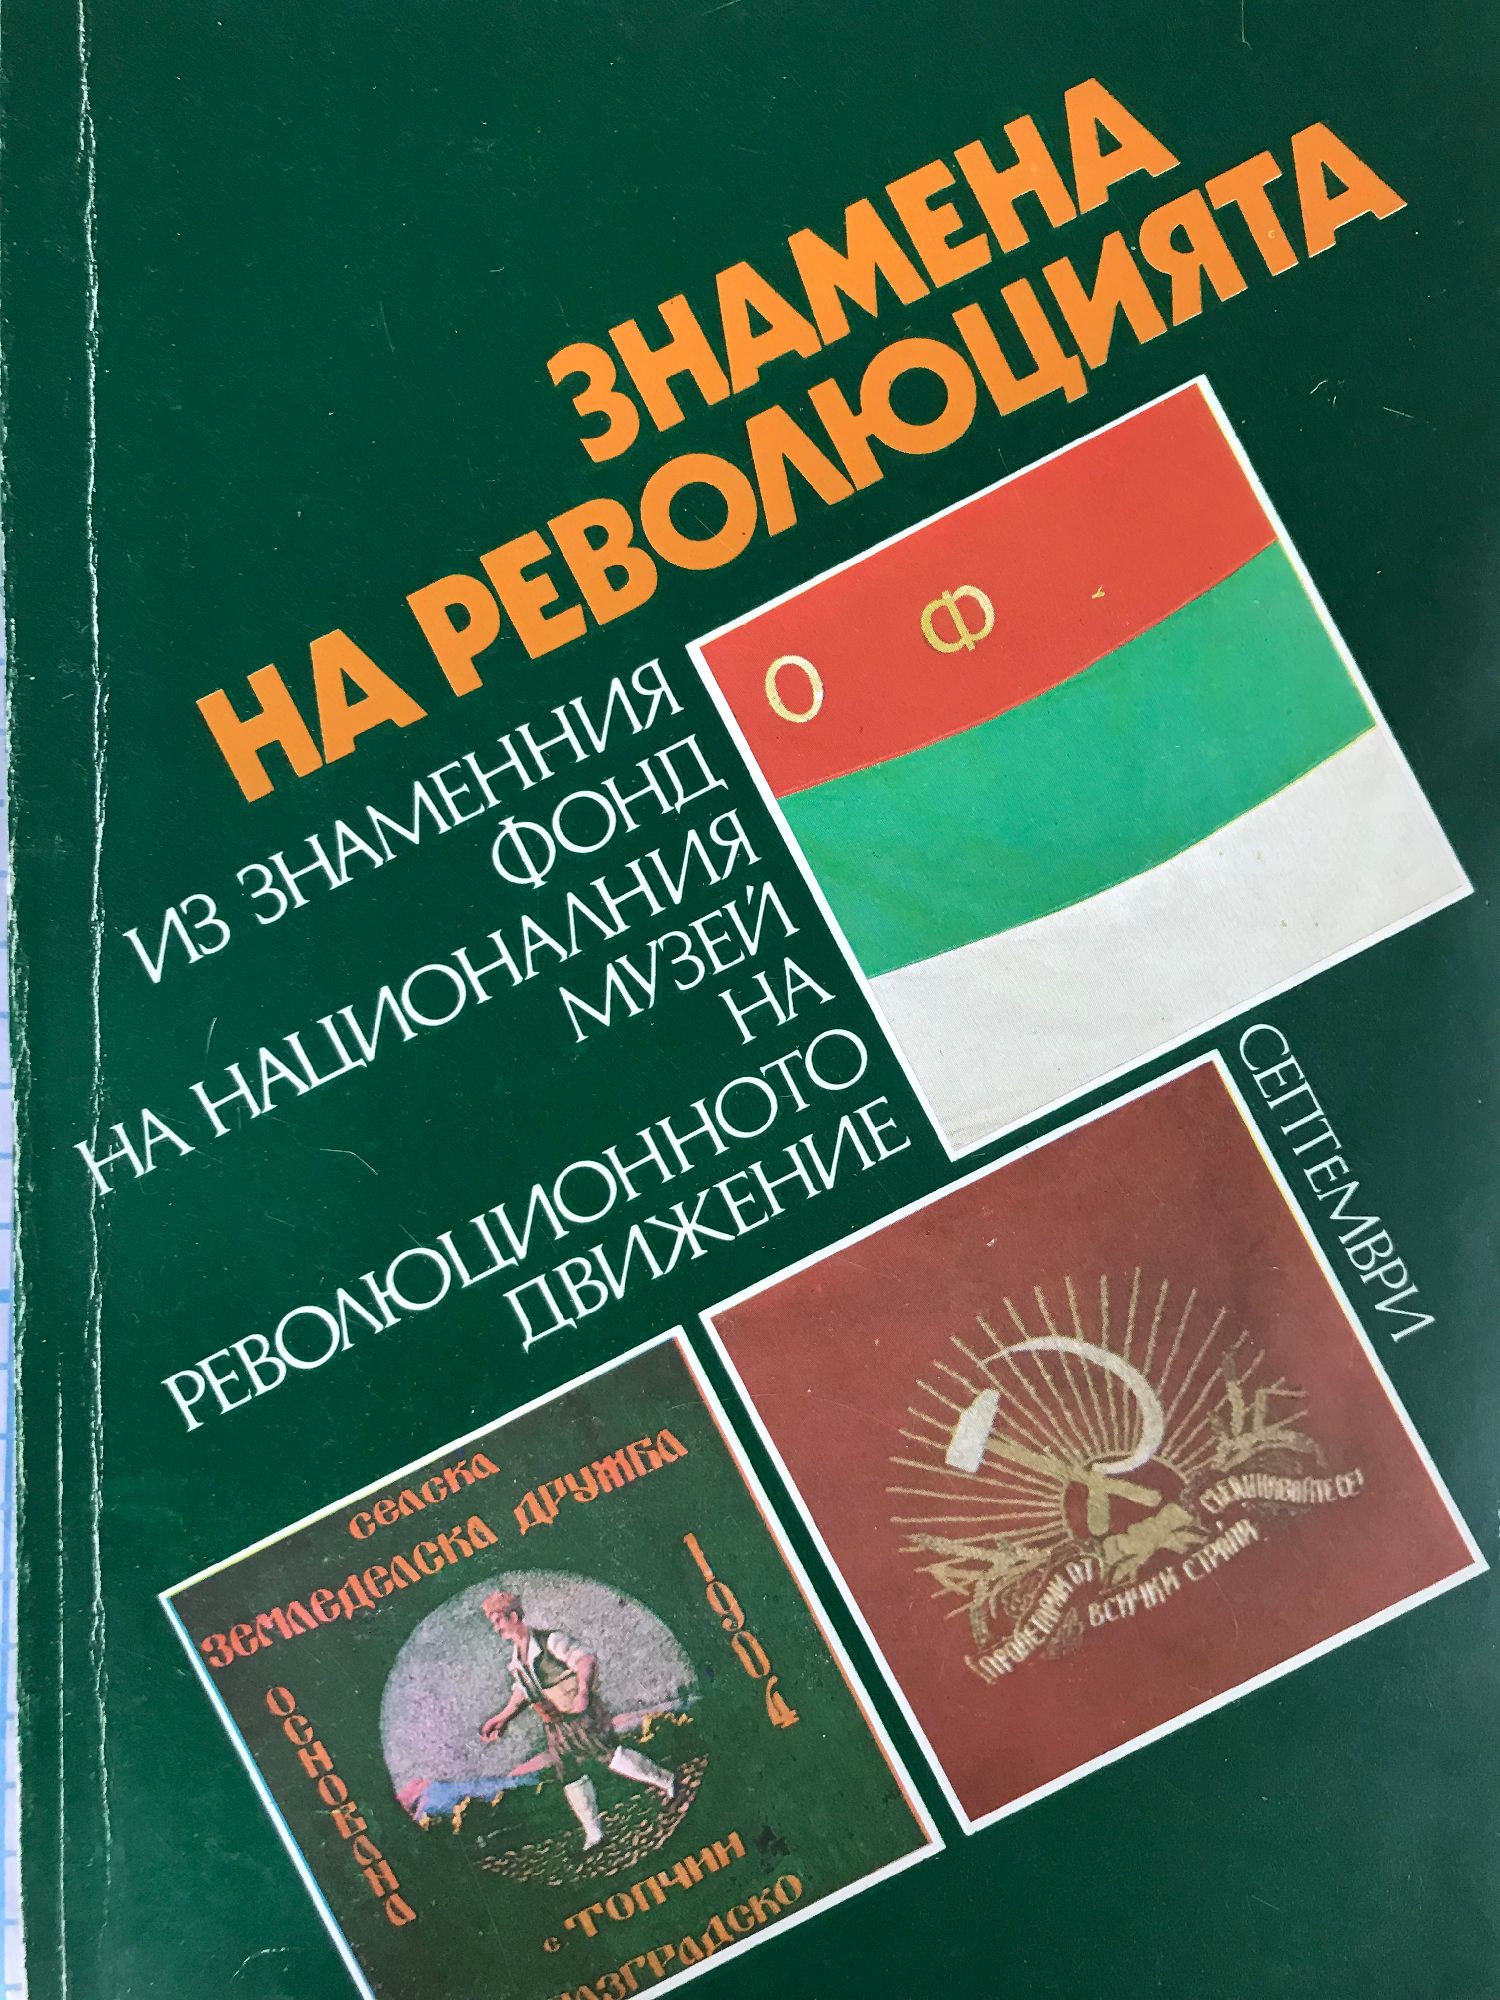 ЗНАМЕНА
НА РЕВОЛЮЦИЯТА
ИЗ ЗНАМЕННИЯ
ФОНД
НА НАЦИОНАЛНИЯ
МУЗЕЙ
НА
РЕВОЛЮЦИОННОТО
ДВИЖЕНИЕ
О Ф
СЕПТЕМВРИ
ПРОЛЕТАРИИ ОТ
ВСИЧКИ СТРАНИ,
СЪЕДИНЯВАЙТЕ СЕ!
СЕЛСКА
ЗЕМЛЕДЕЛСКА ДРУЖБА
ОСНОВАНА
1904
с ТОПЧИИ
РАЗГРАДСКО